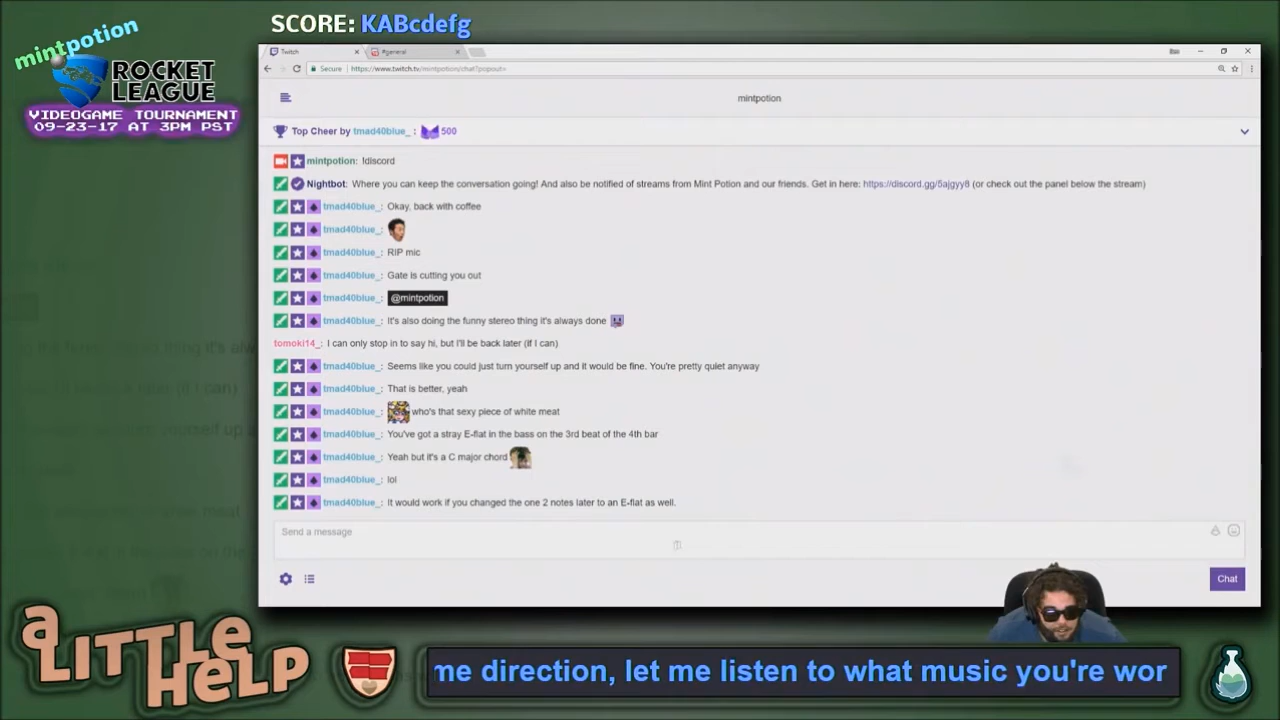 SCORE: KABcdefg
mintpotion
ROCKET
LEAGUE
VIDEOGAME TOURNAMENT
09-23-17 AT 3PM PST
Twitch
#general
Secure https://www.twitch.tv/mintpotion/chat?popout=
mintpotion
Top Cheer by tmad40blue_: 500
mintpotion: !discord
Nightbot: Where you can keep the conversation going! And also be notified of streams from Mint Potion and our friends. Get in here: https://discord.gg/5ajgyy8 (or check out the panel below the stream)
tmad40blue_: Okay, back with coffee
tmad40blue_:
tmad40blue_: RIP mic
tmad40blue_: Gate is cutting you out
tmad40blue_: @mintpotion
tmad40blue_: It's also doing the funny stereo thing it's always done
tomoki14_: I can only stop in to say hi, but I'll be back later (if I can)
tmad40blue_: Seems like you could just turn yourself up and it would be fine. You're pretty quiet anyway
tmad40blue_: That is better, yeah
tmad40blue_: who's that sexy piece of white meat
tmad40blue_: You've got a stray E-flat in the bass on the 3rd beat of the 4th bar
tmad40blue_: Yeah but it's a C major chord
tmad40blue_: lol
tmad40blue_: It would work if you changed the one 2 notes later to an E-flat as well.
Send a message
Chat
a LITTLE HELP
me direction, let me listen to what music you're wor